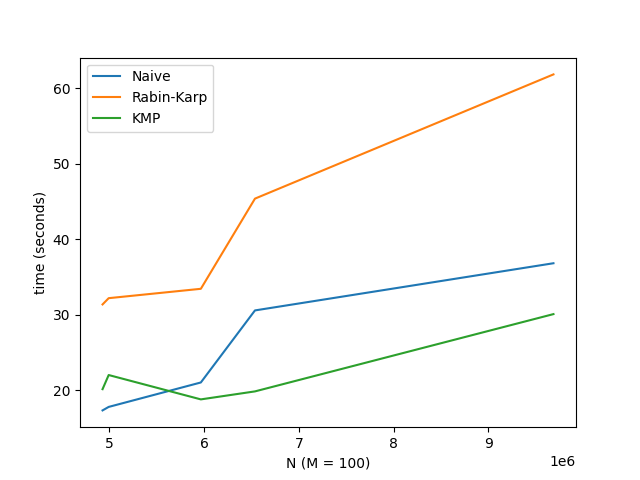 Naive
Rabin-Karp
KMP
time (seconds)
60
50
40
30
20
5 6 7 8 9
1e6
N (M = 100)